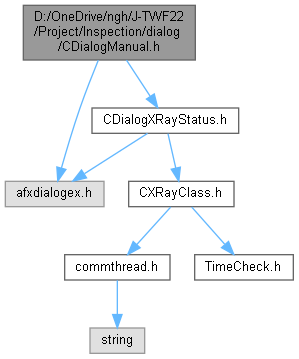 D:/OneDrive/ngh/J-TWF22
/Project/Inspection/dialog
/CDialogManual.h
CDialogXRayStatus.h
afxdialogex.h
CXRayClass.h
commthread.h
TimeCheck.h
string